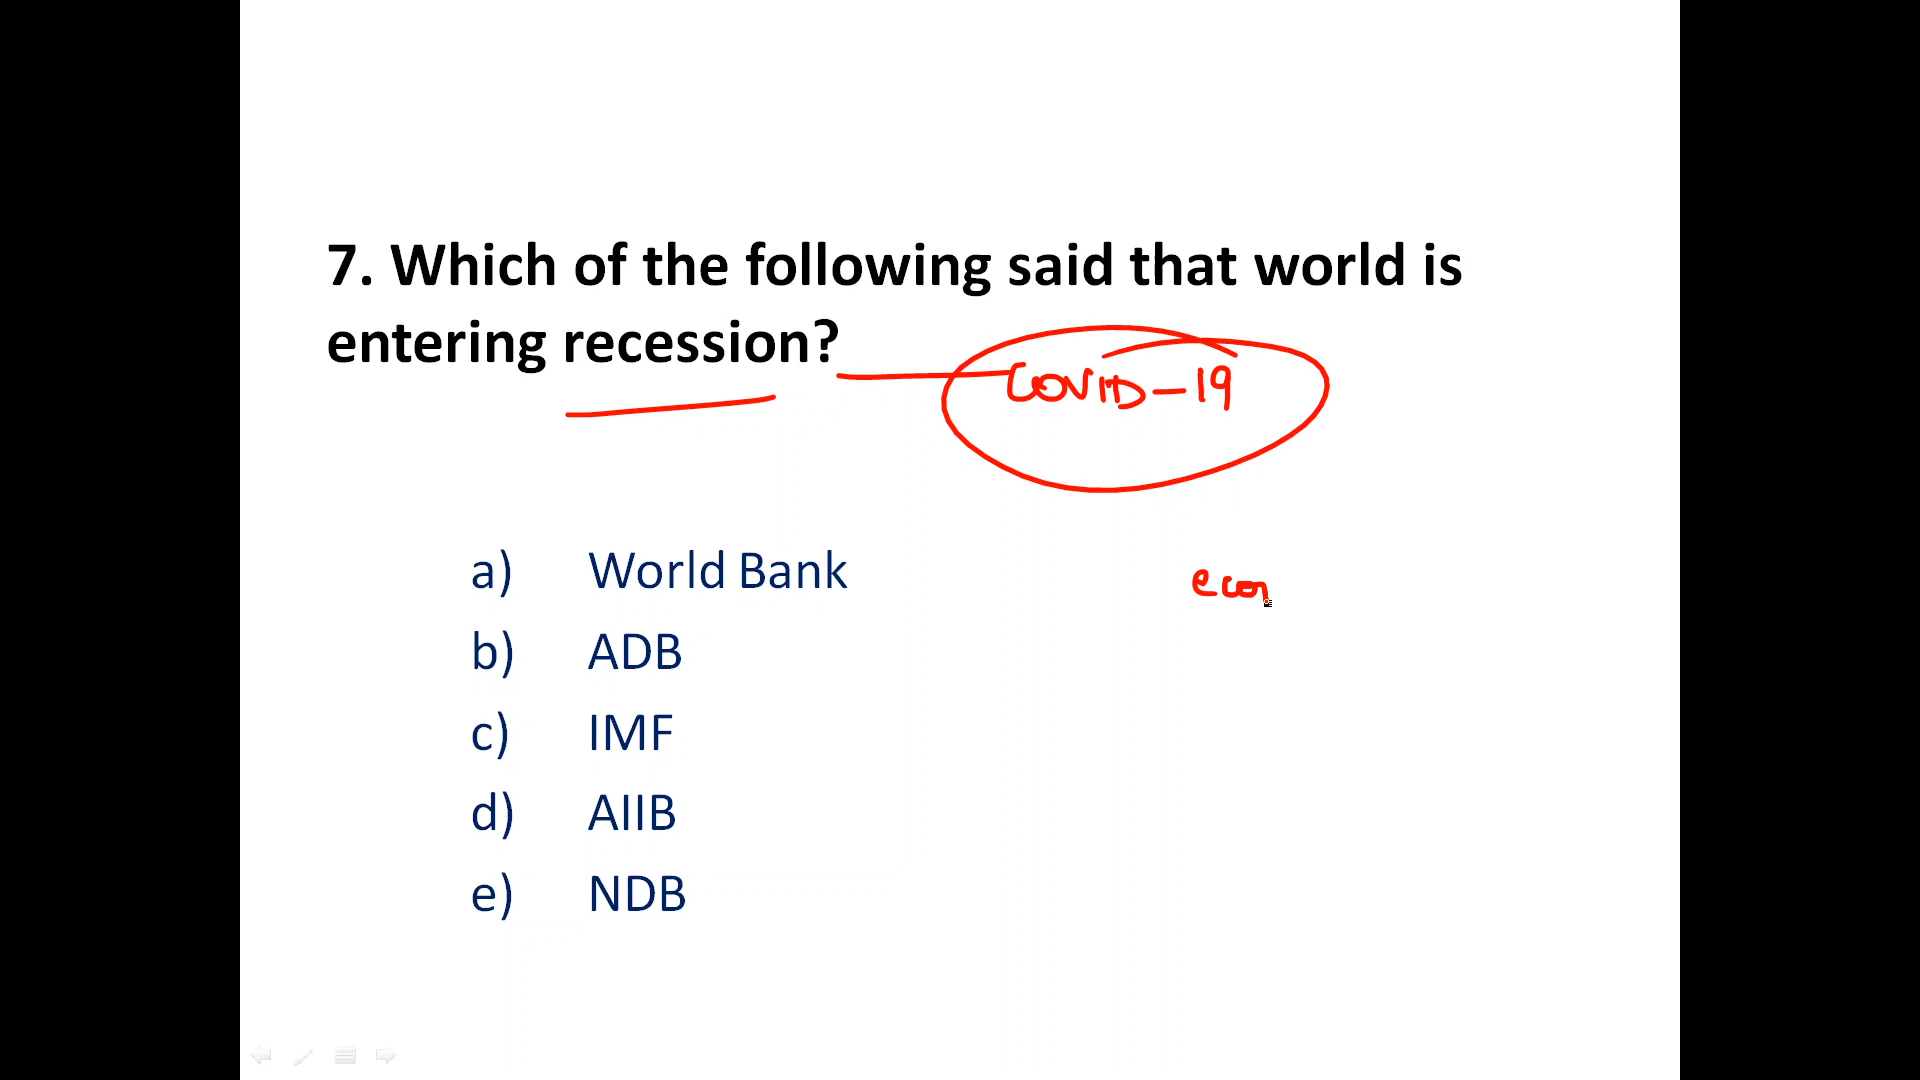 7. Which of the following said that world is
entering recession?
COVID-19
a) World Bank
econ
b) ADB
c) IMF
d) AIIB
e) NDB